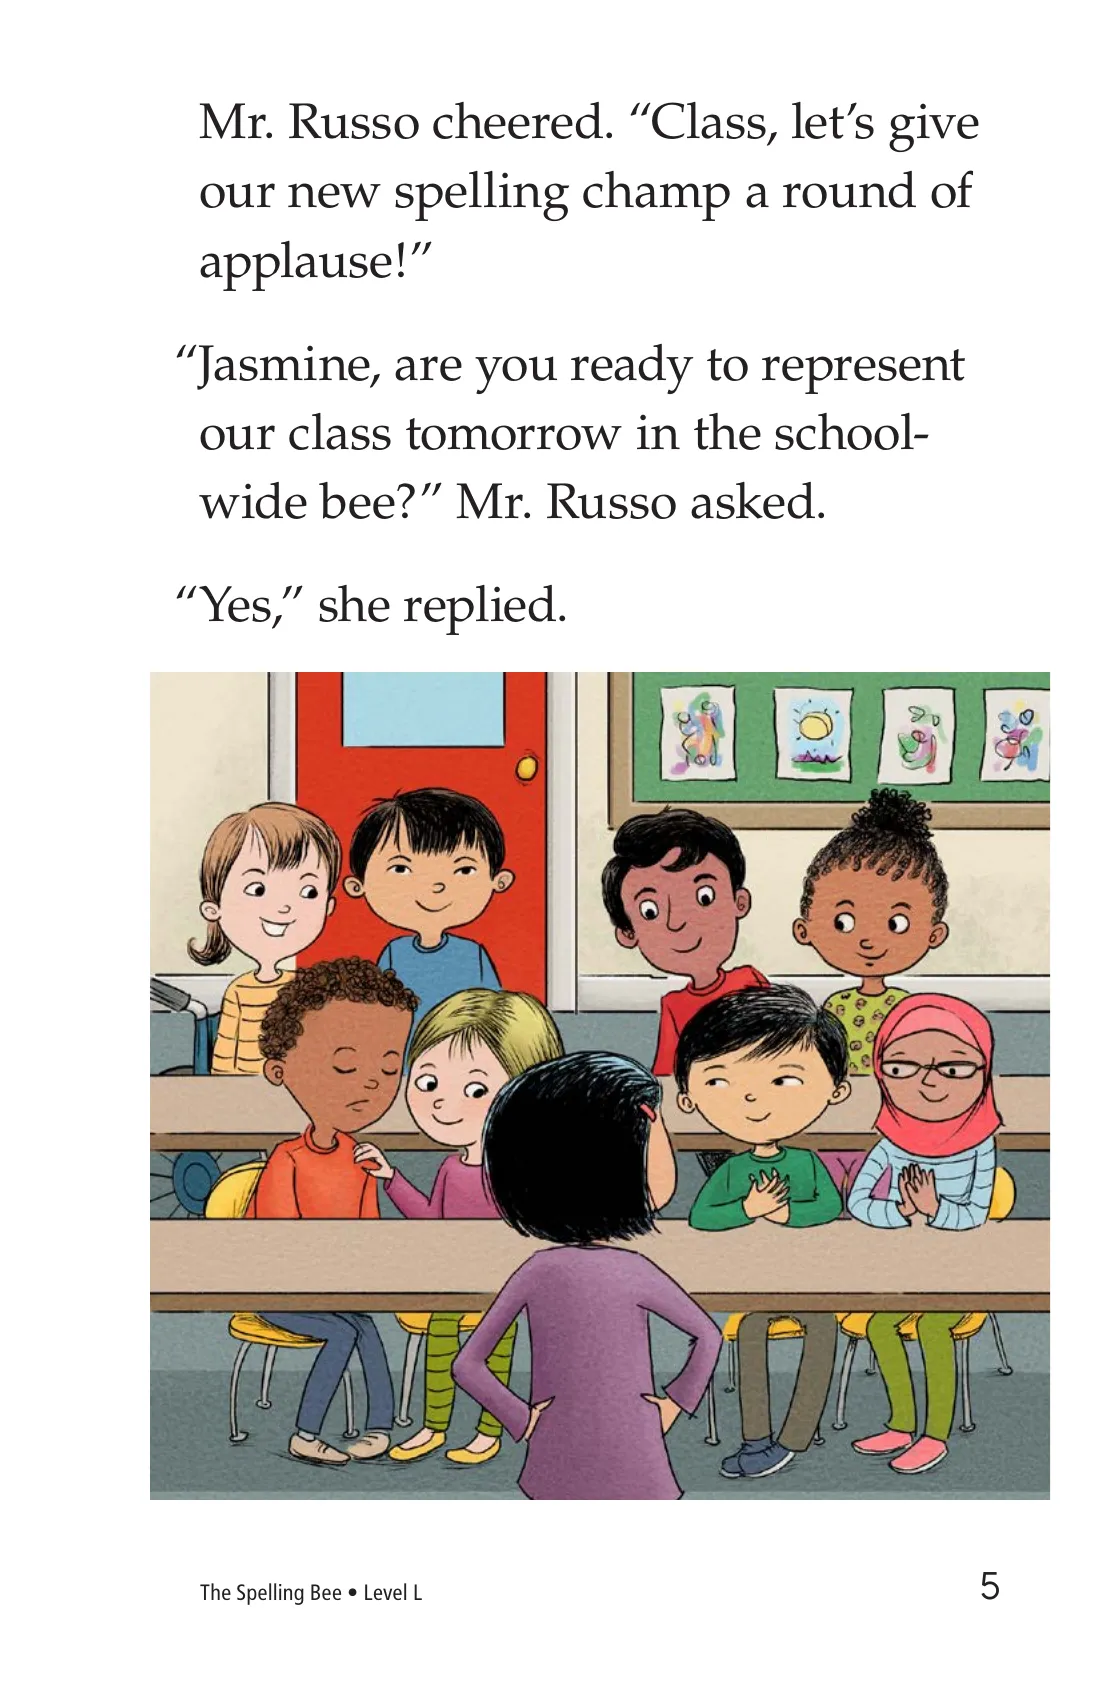 Mr. Russo cheered. “Class, let’s give
our new spelling champ a round of
applause!”
“Jasmine, are you ready to represent
our class tomorrow in the school-
wide bee?” Mr. Russo asked.
“Yes,” she replied.
The Spelling Bee • Level L
5